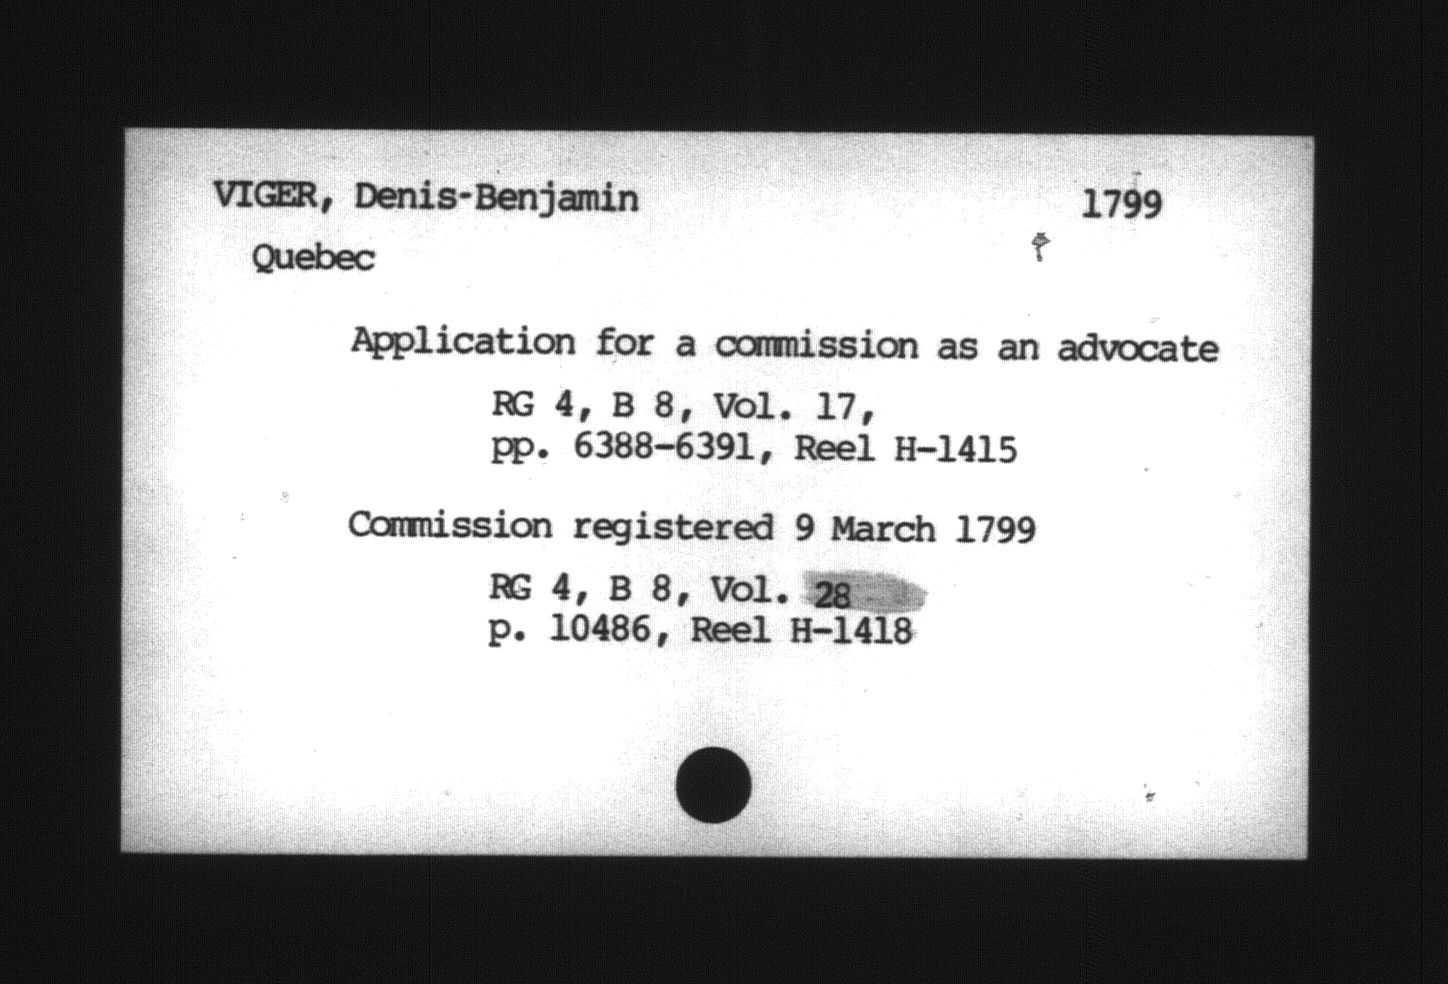 VIGER, Denis-Benjamin 1799
Quebec
Application for a commission as an advocate
RG 4, B 8, Vol. 17,
pp. 6388-6391, Reel H-1415
Commission registered 9 March 1799
RG 4, B 8, Vol. 28
p. 10486, Reel H-1418